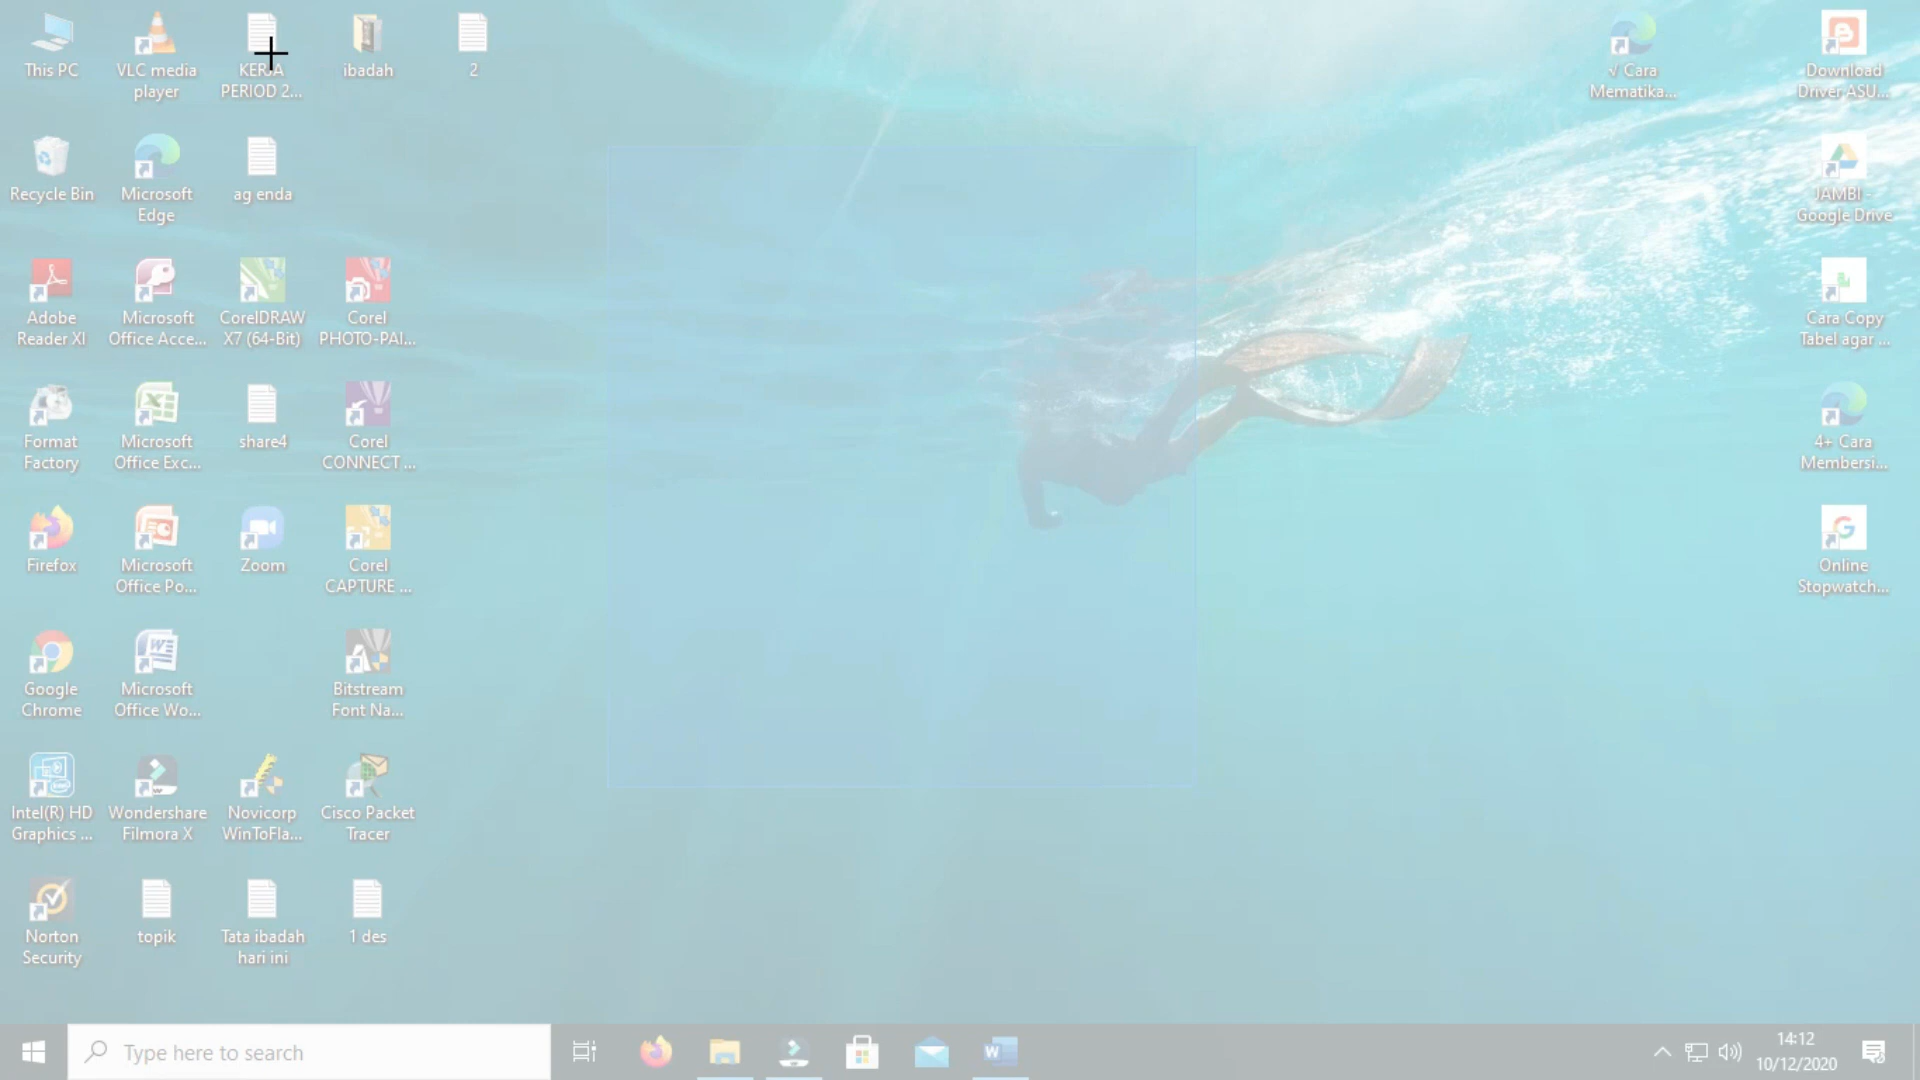 This PC
VLC media
player
KERJA
PERIOD 2...
ibadah
2
√ Cara
Mematika...
Download
Driver ASU...
Recycle Bin
Microsoft
Edge
ag enda
JAMBI -
Google Drive
Adobe
Reader XI
Microsoft
Office Acce...
CorelDRAW
X7 (64-Bit)
Corel
PHOTO-PAI...
Cara Copy
Tabel agar ...
Format
Factory
Microsoft
Office Exc...
share4
Corel
CONNECT ...
4+ Cara
Membersi...
Firefox
Microsoft
Office Po...
Zoom
Corel
CAPTURE ...
Online
Stopwatch...
Google
Chrome
Microsoft
Office Wo...
Bitstream
Font Na...
Intel(R) HD
Graphics ...
Wondershare
Filmora X
Novicorp
WinToFla...
Cisco Packet
Tracer
Norton
Security
topik
Tata ibadah
hari ini
1 des
Type here to search
14:12
10/12/2020